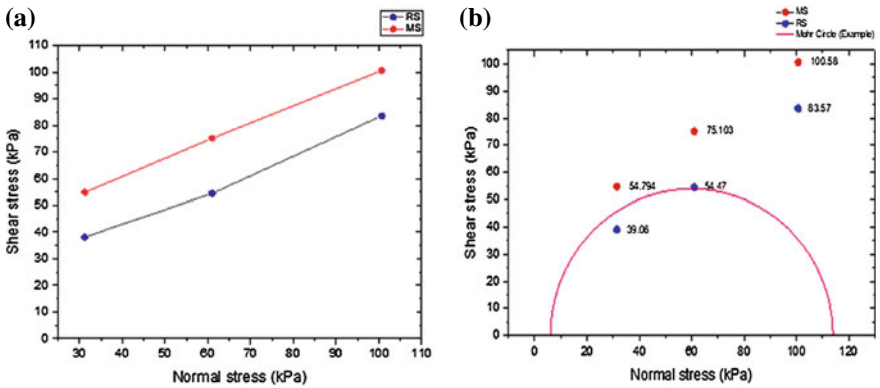 (a)
RS
MS
110
100
90
80
70
60
50
40
30
20
10
0
Shear stress (kPa)
30 40 50 60 70 80 90 100 110
Normal stress (kPa)
(b)
MS
RS
Mohr Circle (Example)
100
90
80
70
60
50
40
30
20
10
0
Shear stress (kPa)
100.58
83.57
75.103
54.794
54.47
39.06
0 20 40 60 80 100 120
Normal stress (kPa)